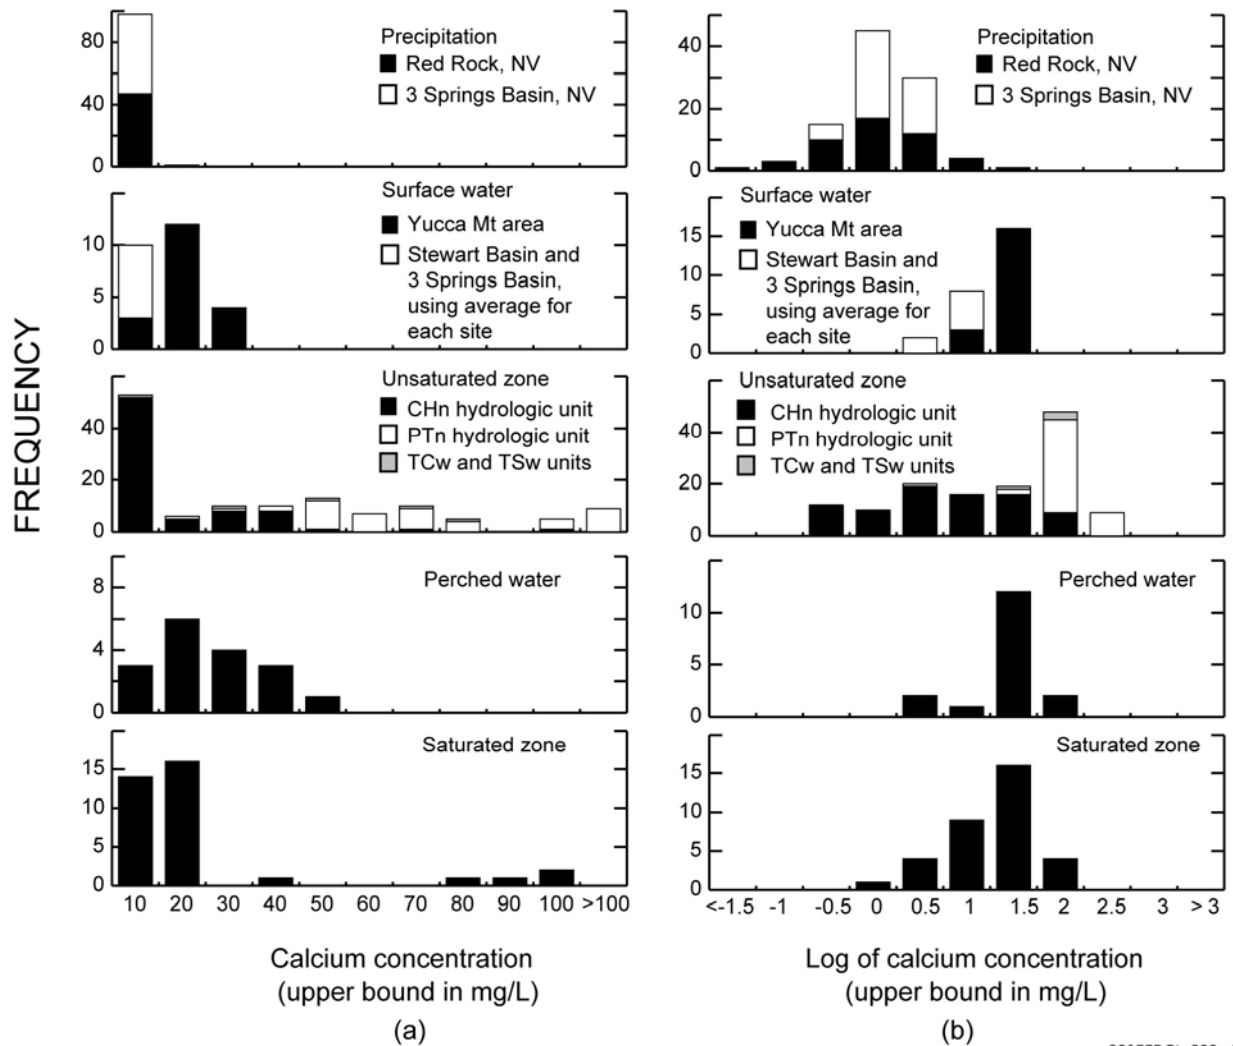 FREQUENCY
80
40
0
Precipitation
Red Rock, NV
3 Springs Basin, NV
10
5
0
Surface water
Yucca Mt area
Stewart Basin and
3 Springs Basin,
using average for
each site
40
20
0
Unsaturated zone
CHn hydrologic unit
PTn hydrologic unit
TCw and TSw units
8
4
0
Perched water
15
10
5
0
Saturated zone
10 20 30 40 50 60 70 80 90 100 >100
Calcium concentration
(upper bound in mg/L)
(a)
40
20
0
Precipitation
Red Rock, NV
3 Springs Basin, NV
15
10
5
0
Surface water
Yucca Mt area
Stewart Basin and
3 Springs Basin,
using average for
each site
40
20
0
Unsaturated zone
CHn hydrologic unit
PTn hydrologic unit
TCw and TSw units
10
5
0
Perched water
15
10
5
0
Saturated zone
<-1.5 -1 -0.5 0 0.5 1 1.5 2 2.5 3 > 3
Log of calcium concentration
(upper bound in mg/L)
(b)